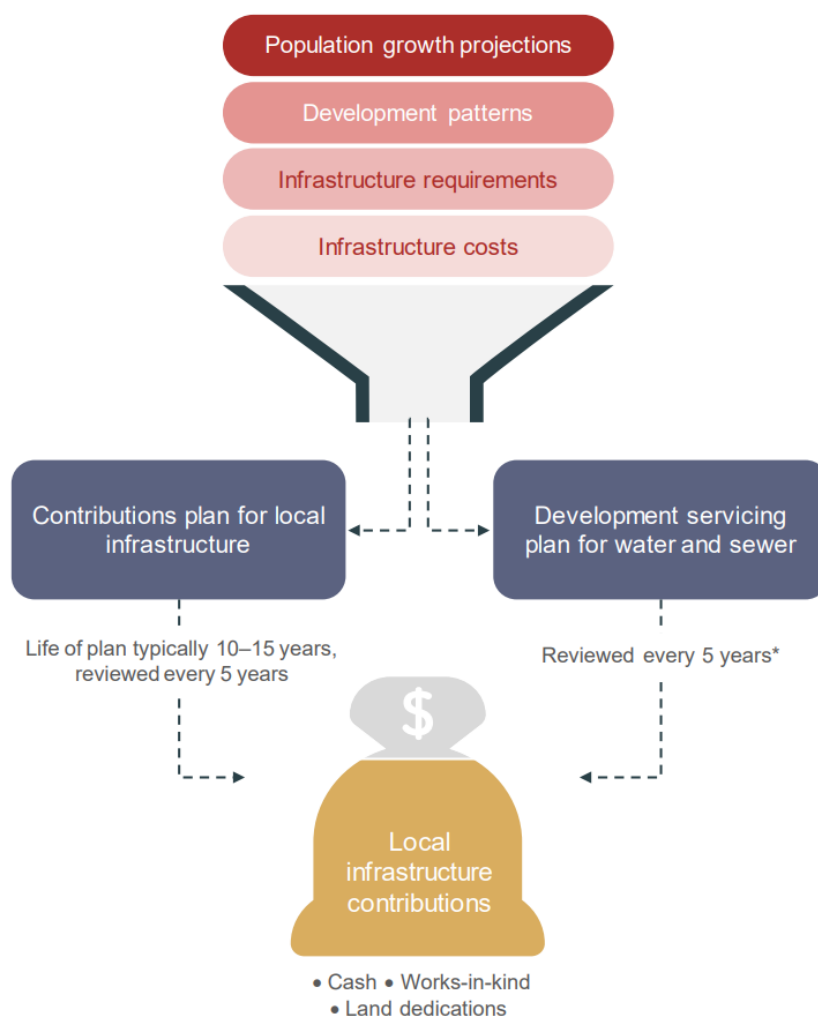 Population growth projections
Development patterns
Infrastructure requirements
Infrastructure costs
Contributions plan for local
infrastructure
Development servicing
plan for water and sewer
Life of plan typically 10–15 years,
reviewed every 5 years
Reviewed every 5 years*
$
Local
infrastructure
contributions
• Cash • Works-in-kind
• Land dedications